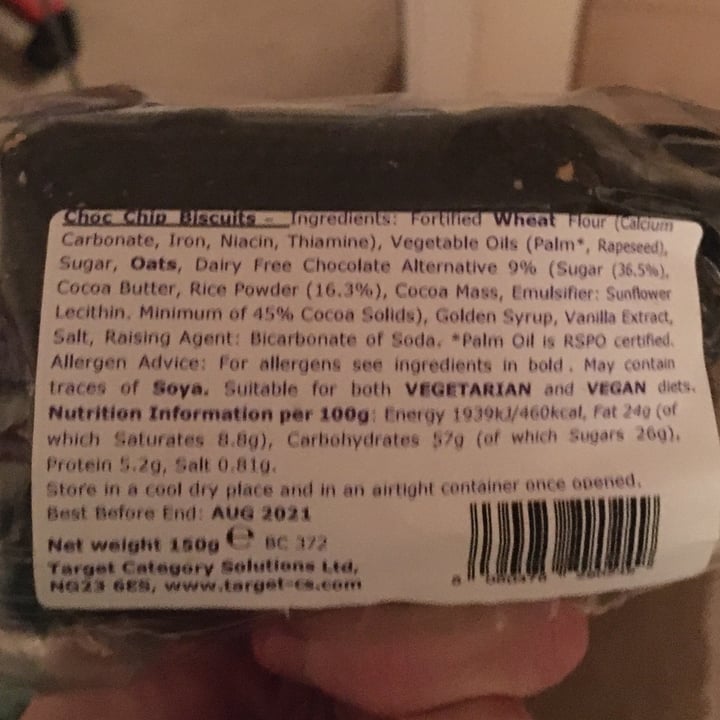 Choc Chip Biscuits - Ingredients: Fortified Wheat Flour (Calcium
Carbonate, Iron, Niacin, Thiamine), Vegetable Oils (Palm*, Rapeseed),
Sugar, Oats, Dairy Free Chocolate Alternative 9% (Sugar (36.5%),
Cocoa Butter, Rice Powder (16.3%), Cocoa Mass, Emulsifier: Sunflower
Lecithin. Minimum of 45% Cocoa Solids), Golden Syrup, Vanilla Extract,
Salt, Raising Agent: Bicarbonate of Soda. *Palm Oil is RSPO certified.
Allergen Advice: For allergens see ingredients in bold. May contain
traces of Soya. Suitable for both VEGETARIAN and VEGAN diets.
Nutrition Information per 100g: Energy 1939kJ/460kcal, Fat 24g (of
which Saturates 8.8g), Carbohydrates 57g (of which Sugars 26g),
Protein 5.2g, Salt 0.81g.
Store in a cool dry place and in an airtight container once opened.
Best Before End: AUG 2021
Net weight 150g e BC 372
Target Category Solutions Ltd,
NG23 6ES, www.target-cs.com